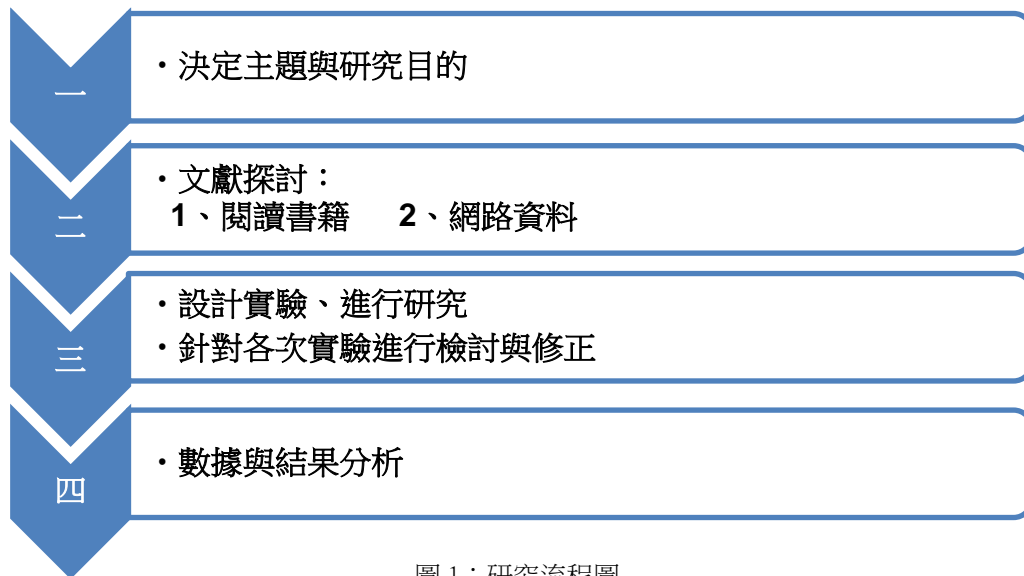 一
・決定主題與研究目的
二
・文獻探討：
1、閱讀書籍 2、網路資料
三
・設計實驗、進行研究
・針對各次實驗進行檢討與修正
四
・數據與結果分析
圖 1：研究流程圖